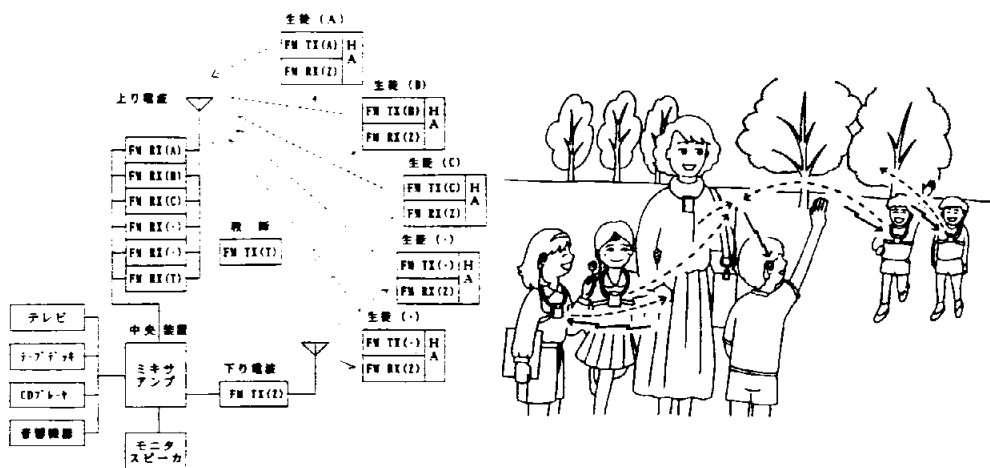 生徒 (A)
FM TX(A)
FM RX(Z)
H
A
生徒 (B)
FM TX(B)
FM RX(Z)
H
A
生徒 (C)
FM TX(C)
FM RX(Z)
H
A
生徒 (·)
FM TX(·)
FM RX(Z)
H
A
生徒 (·)
FM TX(·)
FM RX(Z)
H
A
上り電波
FM RX(A)
FM RX(B)
FM RX(C)
FM RX(·)
FM RX(·)
FM RX(T)
教師
FM TX(T)
中央装置
ミキサ
アンプ
テレビ
テープデッキ
CDプレーヤ
音響機器
モニタ
スピーカ
下り電波
FM TX(Z)